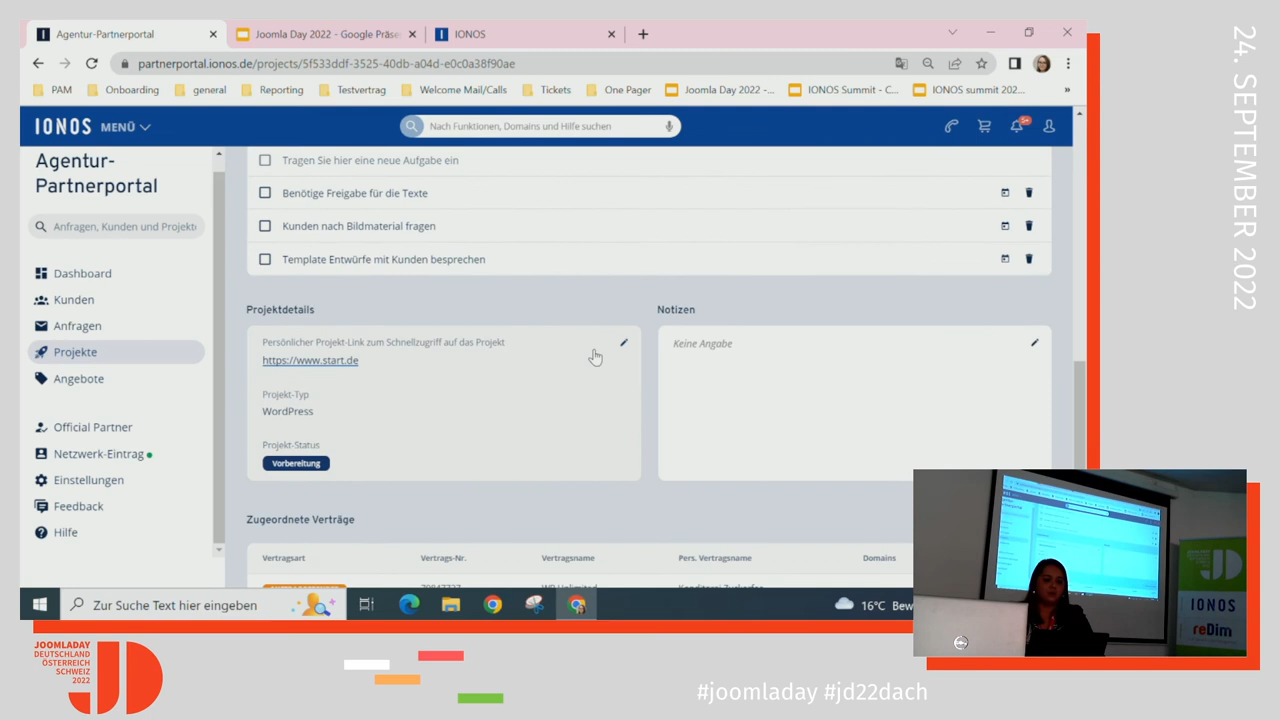 Agentur-Partnerportal
Joomla Day 2022 - Google Präse
IONOS
partnerportal.ionos.de/projects/5f533ddf-3525-40db-a04d-e0c0a38f90ae
PAM
Onboarding
general
Reporting
Testvertrag
Welcome Mail/Calls
Tickets
One Pager
Joomla Day 2022 -...
IONOS Summit - C...
IONOS summit 202...
»
IONOS MENÜ
Nach Funktionen, Domains und Hilfe suchen
5+
Agentur-
Partnerportal
Anfragen, Kunden und Projekt
Dashboard
Kunden
Anfragen
Projekte
Angebote
Official Partner
Netzwerk-Eintrag
Einstellungen
Feedback
Hilfe
Tragen Sie hier eine neue Aufgabe ein
Benötige Freigabe für die Texte
Kunden nach Bildmaterial fragen
Template Entwürfe mit Kunden besprechen
Projektdetails
Persönlicher Projekt-Link zum Schnellzugriff auf das Projekt
https://www.start.de
Projekt-Typ
WordPress
Projekt-Status
Vorbereitung
Notizen
Keine Angabe
Zugeordnete Verträge
Vertragsart Vertrags-Nr. Vertragsname Pers. Vertragsname Domains
Zur Suche Text hier eingeben
16°C Bew
24. SEPTEMBER 2022
JOOMLADAY
DEUTSCHLAND
ÖSTERREICH
SCHWEIZ
2022
#joomladay #jd22dach
IONOS
reDim